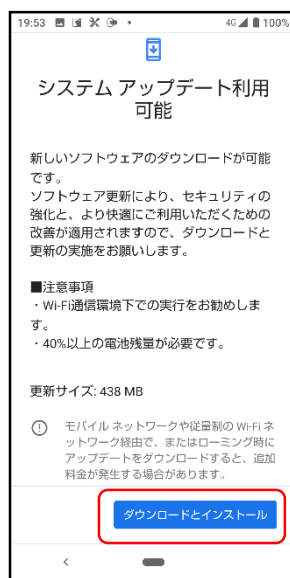 19:53
4G 100%
システム アップデート利用
可能
新しいソフトウェアのダウンロードが可能
です。
ソフトウェア更新により、セキュリティの
強化と、より快適にご利用いただくための
改善が適用されますので、ダウンロードと
更新の実施をお願いします。
■注意事項
・Wi-Fi通信環境下での実行をお勧めしま
す。
・40%以上の電池残量が必要です。
更新サイズ: 438 MB
モバイル ネットワークや従量制の Wi-Fi ネ
ットワーク経由で、またはローミング時に
アップデートをダウンロードすると、追加
料金が発生する場合があります。
ダウンロードとインストール